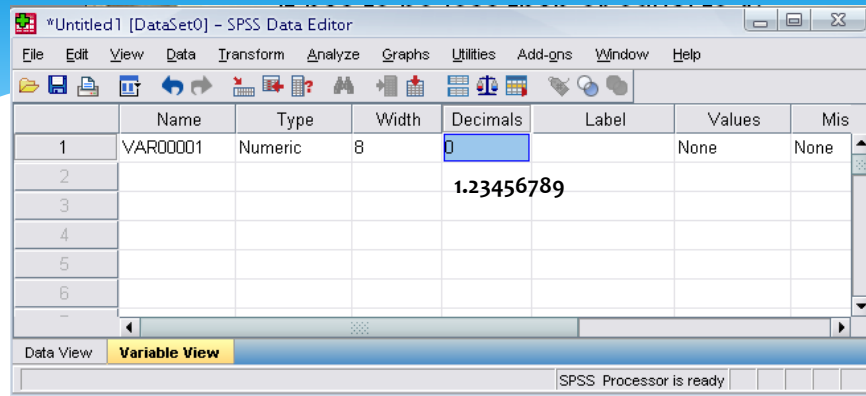 *Untitled1 [DataSet0] - SPSS Data Editor
File Edit View Data Transform Analyze Graphs Utilities Add-ons Window Help
Name Type Width Decimals Label Values Mis
1 VAR00001 Numeric 8 0 None None
2
1.23456789
3
4
5
6
Data View Variable View
SPSS Processor is ready